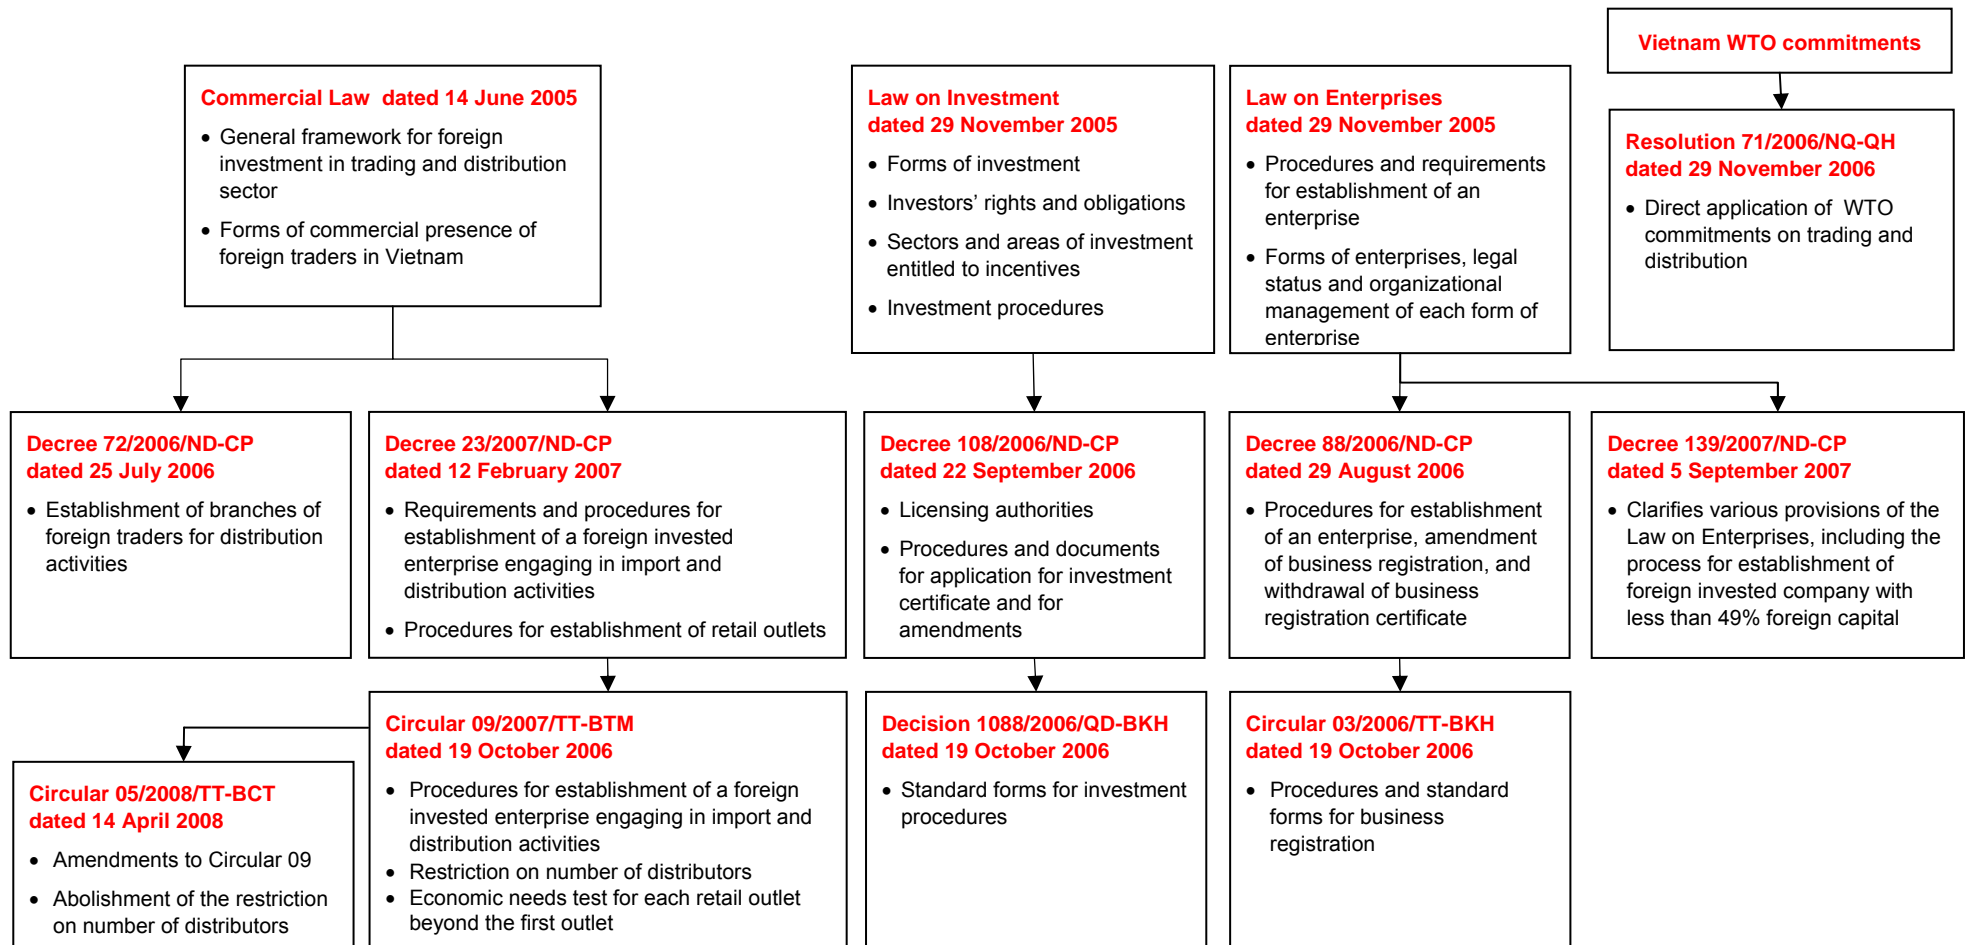 Vietnam WTO commitments
Commercial Law  dated 14 June 2005
• General framework for foreign
investment in trading and distribution
sector
• Forms of commercial presence of
foreign traders in Vietnam
Law on Investment
dated 29 November 2005
• Forms of investment
• Investors’ rights and obligations
• Sectors and areas of investment
entitled to incentives
• Investment procedures
Law on Enterprises
dated 29 November 2005
• Procedures and requirements
for establishment of an
enterprise
• Forms of enterprises, legal
status and organizational
management of each form of
enterprise
Resolution 71/2006/NQ-QH
dated 29 November 2006
• Direct application of  WTO
commitments on trading and
distribution
Decree 72/2006/ND-CP
dated 25 July 2006
• Establishment of branches of
foreign traders for distribution
activities
Decree 23/2007/ND-CP
dated 12 February 2007
• Requirements and procedures for
establishment of a foreign invested
enterprise engaging in import and
distribution activities
• Procedures for establishment of retail outlets
Decree 108/2006/ND-CP
dated 22 September 2006
• Licensing authorities
• Procedures and documents
for application for investment
certificate and for
amendments
Decree 88/2006/ND-CP
dated 29 August 2006
• Procedures for establishment
of an enterprise, amendment
of business registration, and
withdrawal of business
registration certificate
Decree 139/2007/ND-CP
dated 5 September 2007
• Clarifies various provisions of the
Law on Enterprises, including the
process for establishment of
foreign invested company with
less than 49% foreign capital
Circular 05/2008/TT-BCT
dated 14 April 2008
• Amendments to Circular 09
• Abolishment of the restriction
on number of distributors
Circular 09/2007/TT-BTM
dated 19 October 2006
• Procedures for establishment of a foreign
invested enterprise engaging in import and
distribution activities
• Restriction on number of distributors
• Economic needs test for each retail outlet
beyond the first outlet
Decision 1088/2006/QD-BKH
dated 19 October 2006
• Standard forms for investment
procedures
Circular 03/2006/TT-BKH
dated 19 October 2006
• Procedures and standard
forms for business
registration